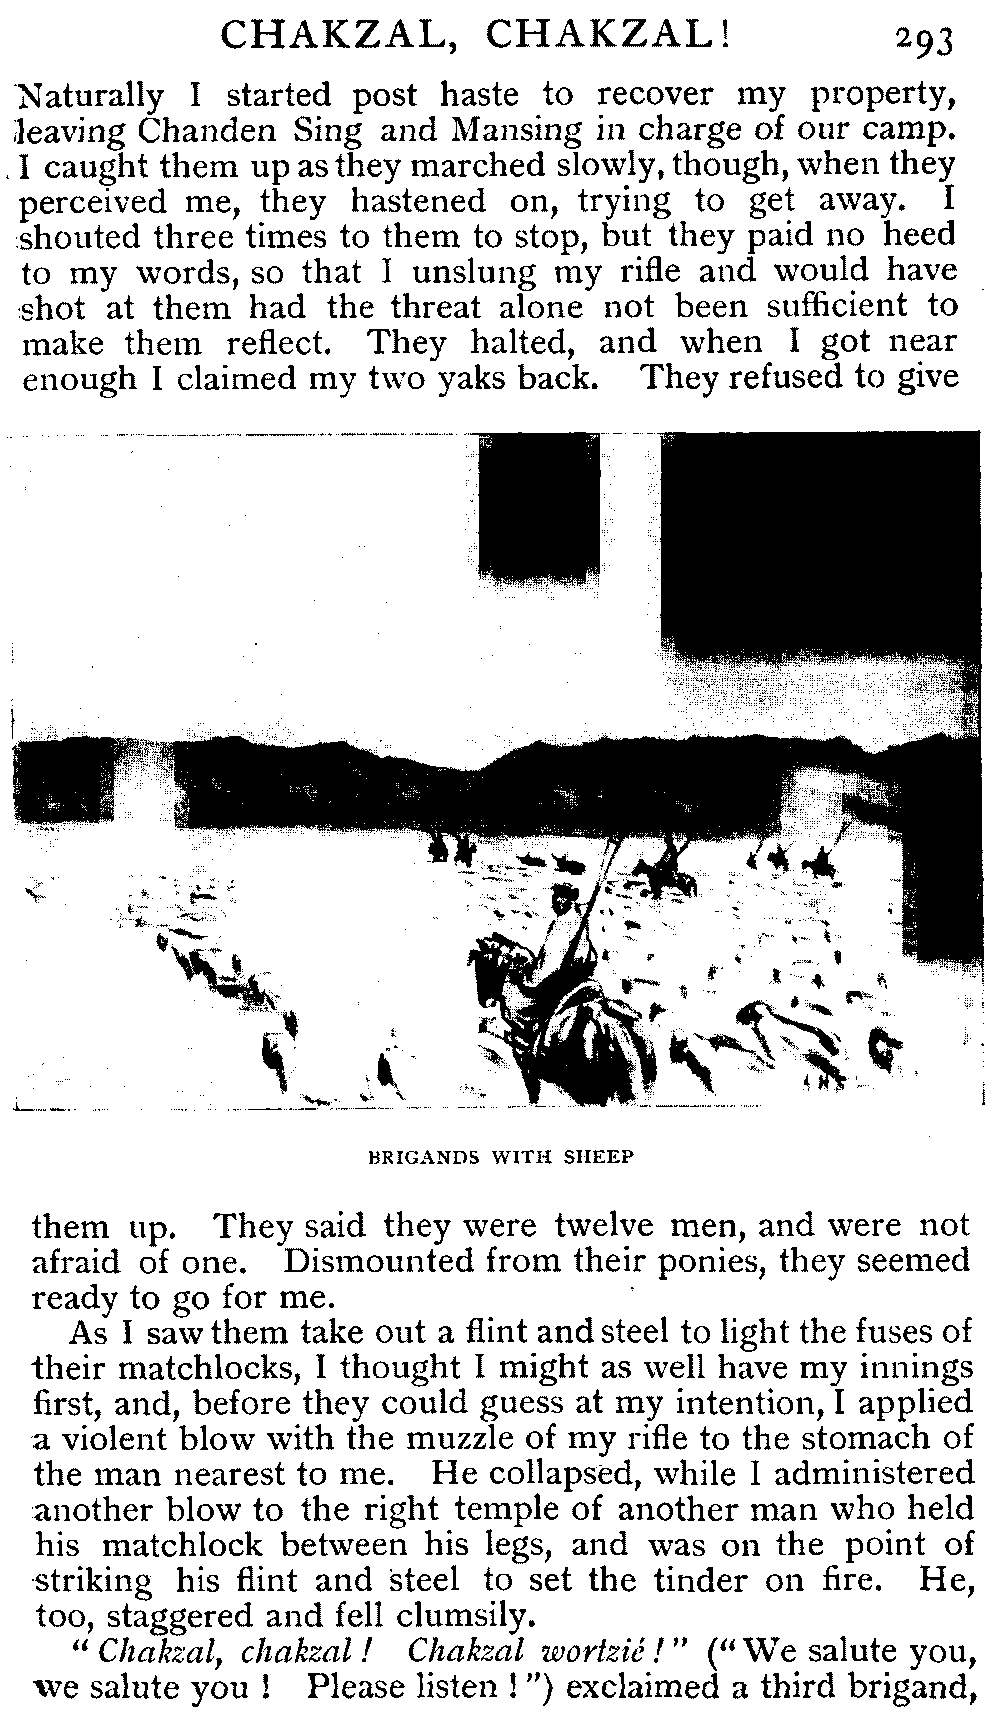 CHAKZAL, CHAKZAL! 293
Naturally I started post haste to recover my property,
leaving Chanden Sing and Mansing in charge of our camp.
I caught them up as they marched slowly, though, when they
perceived me, they hastened on, trying to get away. I
shouted three times to them to stop, but they paid no heed
to my words, so that I unslung my rifle and would have
shot at them had the threat alone not been sufficient to
make them reflect. They halted, and when I got near
enough I claimed my two yaks back. They refused to give
A H S
BRIGANDS WITH SHEEP
them up. They said they were twelve men, and were not
afraid of one. Dismounted from their ponies, they seemed
ready to go for me.
As I saw them take out a flint and steel to light the fuses of
their matchlocks, I thought I might as well have my innings
first, and, before they could guess at my intention, I applied
a violent blow with the muzzle of my rifle to the stomach of
the man nearest to me. He collapsed, while I administered
another blow to the right temple of another man who held
his matchlock between his legs, and was on the point of
striking his flint and steel to set the tinder on fire. He,
too, staggered and fell clumsily.
"Chakzal, chakzal! Chakzal wortzié!" ("We salute you,
we salute you! Please listen!") exclaimed a third brigand,